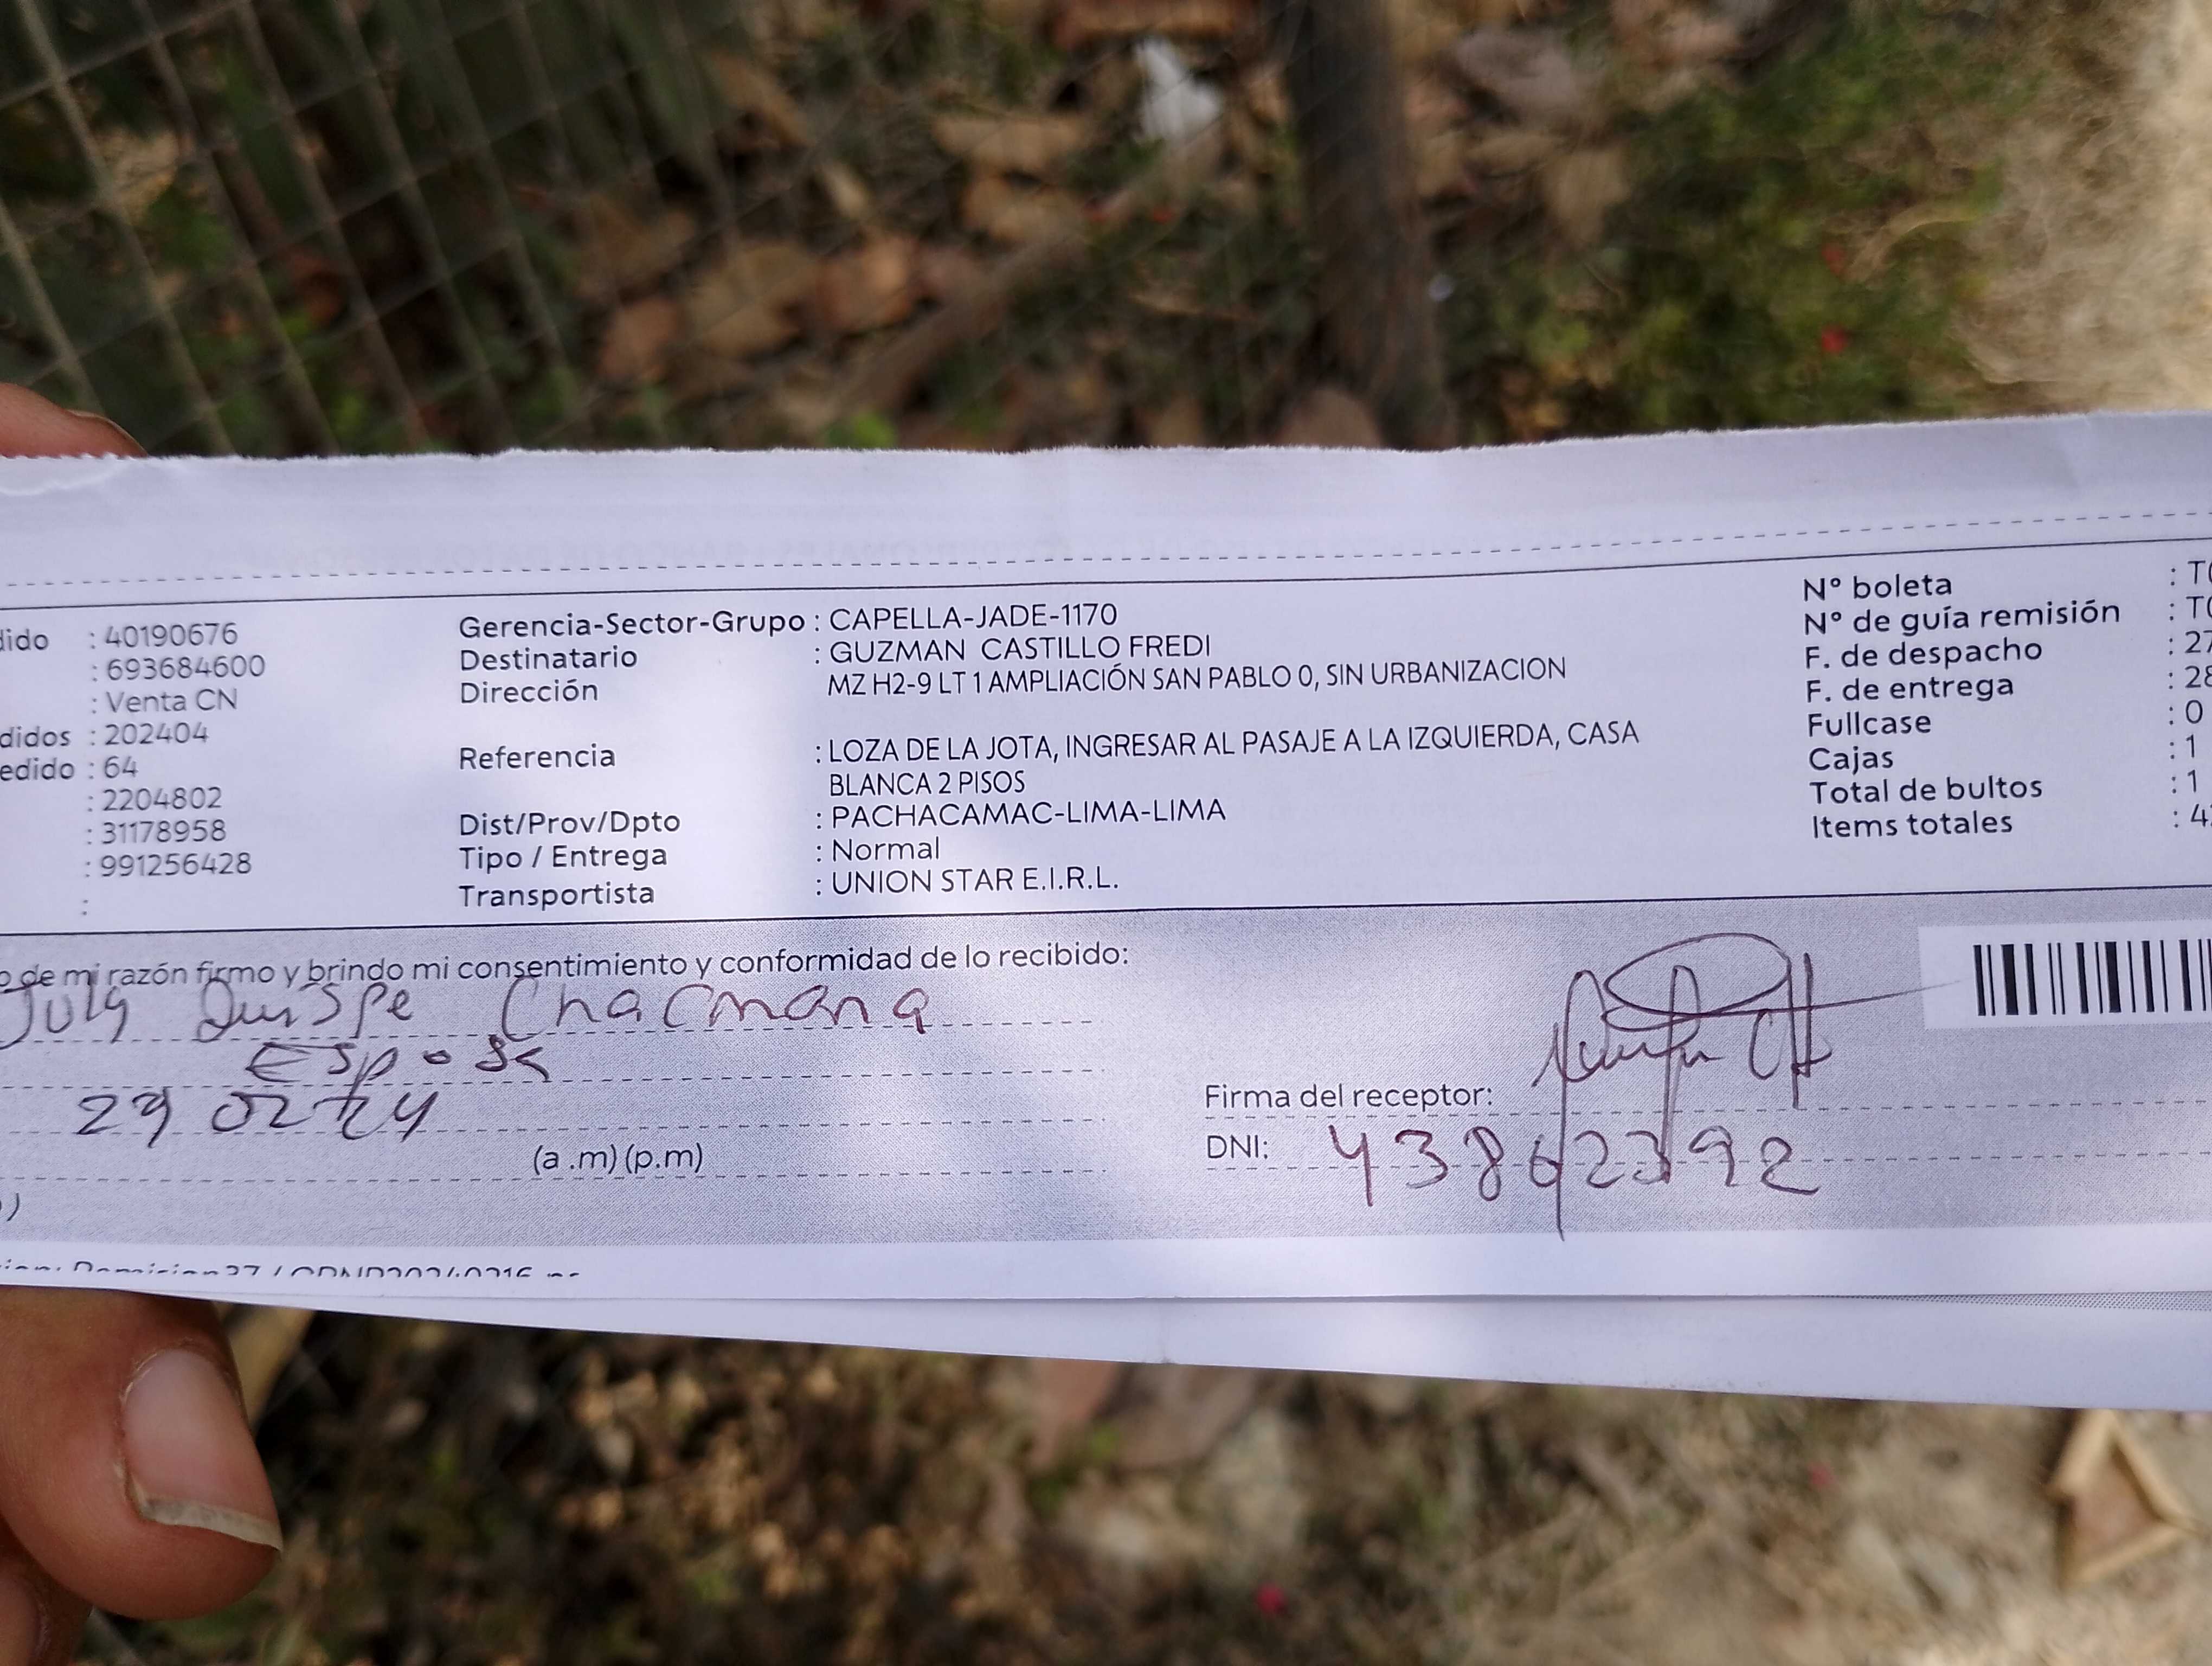 dido : 40190676
: 693684600
: Venta CN
didos : 202404
edido : 64
: 2204802
: 31178958
: 991256428
:
Gerencia-Sector-Grupo : CAPELLA-JADE-1170
Destinatario : GUZMAN CASTILLO FREDI
Dirección MZ H2-9 LT 1 AMPLIACIÓN SAN PABLO 0, SIN URBANIZACION
Referencia : LOZA DE LA JOTA, INGRESAR AL PASAJE A LA IZQUIERDA, CASA
BLANCA 2 PISOS
Dist/Prov/Dpto : PACHACAMAC-LIMA-LIMA
Tipo / Entrega : Normal
Transportista : UNION STAR E.I.R.L.
N° boleta : T0
N° de guía remisión : T0
F. de despacho : 27
F. de entrega : 28
Fullcase : 0
Cajas : 1
Total de bultos : 1
Items totales : 4
o de mi razón firmo y brindo mi consentimiento y conformidad de lo recibido:
July Quispe Chacmana
Esposa
29 02 24
(a .m) (p.m)
)
Firma del receptor:
DNI: 43862392